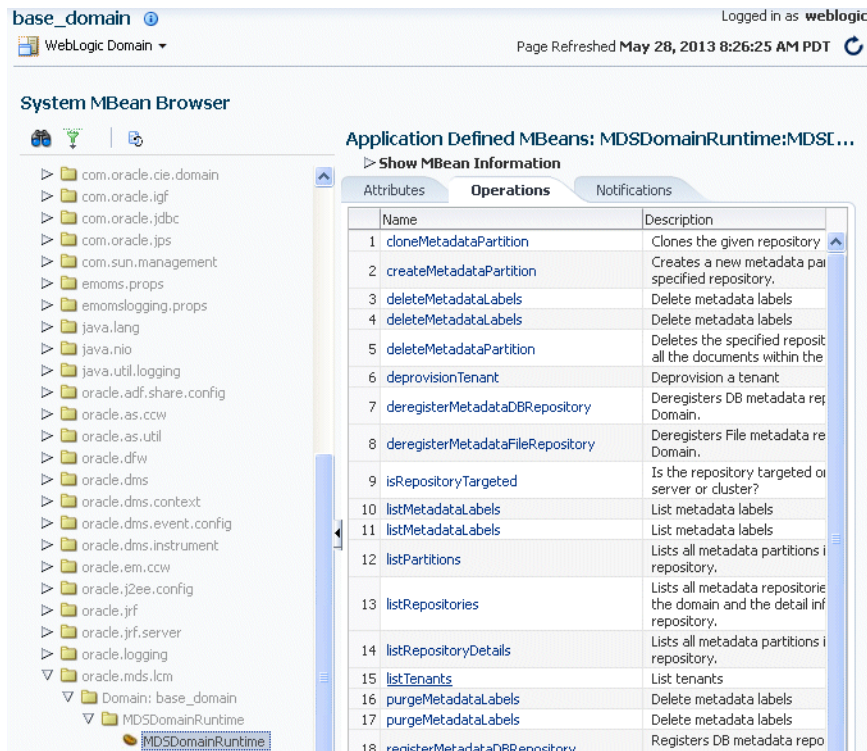 base_domain
Logged in as weblogic
WebLogic Domain
Page Refreshed May 28, 2013 8:26:25 AM PDT
System MBean Browser
com.oracle.cie.domain
com.oracle.igf
com.oracle.jdbc
com.oracle.jps
com.sun.management
emoms.props
emomslogging.props
java.lang
java.nio
java.util.logging
oracle.adf.share.config
oracle.as.ccw
oracle.as.util
oracle.dfw
oracle.dms
oracle.dms.context
oracle.dms.event.config
oracle.dms.instrument
oracle.em.ccw
oracle.j2ee.config
oracle.jrf
oracle.jrf.server
oracle.logging
oracle.mds.lcm
Domain: base_domain
MDSDomainRuntime
MDSDomainRuntime
Application Defined MBeans: MDSDomainRuntime:MDSD...
Show MBean Information
Attributes Operations Notifications
Name Description
1 cloneMetadataPartition Clones the given repository
2 createMetadataPartition Creates a new metadata par
specified repository.
3 deleteMetadataLabels Delete metadata labels
4 deleteMetadataLabels Delete metadata labels
5 deleteMetadataPartition Deletes the specified reposit
all the documents within the
6 deprovisionTenant Deprovision a tenant
7 deregisterMetadataDBRepository Deregisters DB metadata rep
Domain.
8 deregisterMetadataFileRepository Deregisters File metadata re
Domain.
9 isRepositoryTargeted Is the repository targeted on
server or cluster?
10 listMetadataLabels List metadata labels
11 listMetadataLabels List metadata labels
12 listPartitions Lists all metadata partitions i
repository.
13 listRepositories Lists all metadata repositorie
the domain and the detail inf
repository.
14 listRepositoryDetails Lists all metadata partitions i
repository.
15 listTenants List tenants
16 purgeMetadataLabels Delete metadata labels
17 purgeMetadataLabels Delete metadata labels
18 registerMetadataDBRepository Registers DB metadata repo